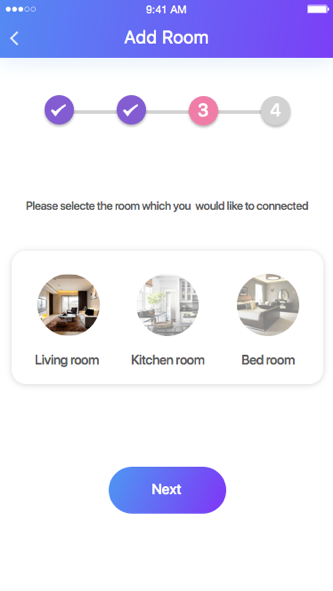 9:41 AM
Add Room
3 4
Please selecte the room which you would like to connected
Living room Kitchen room Bed room
Next